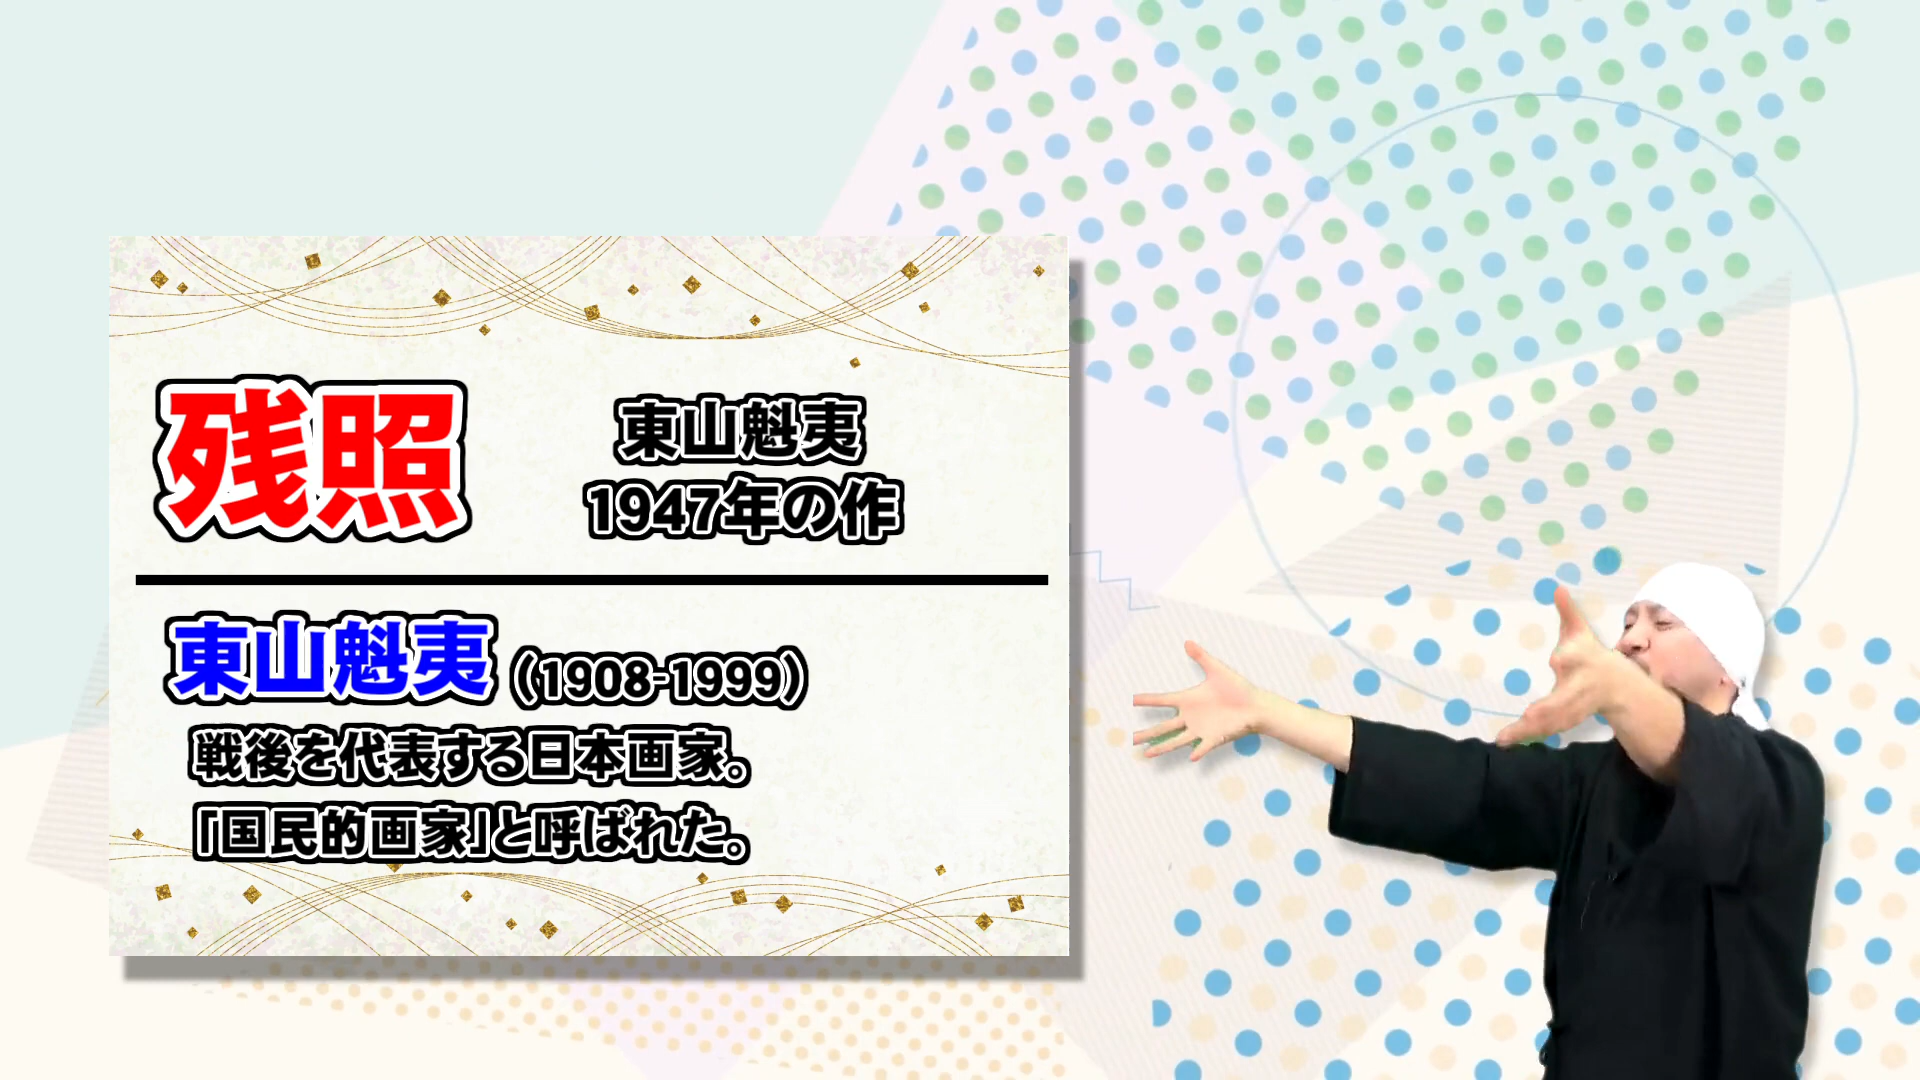 残照
東山魁夷
1947年の作
東山魁夷（1908-1999）
戦後を代表する日本画家。
「国民的画家」と呼ばれた。